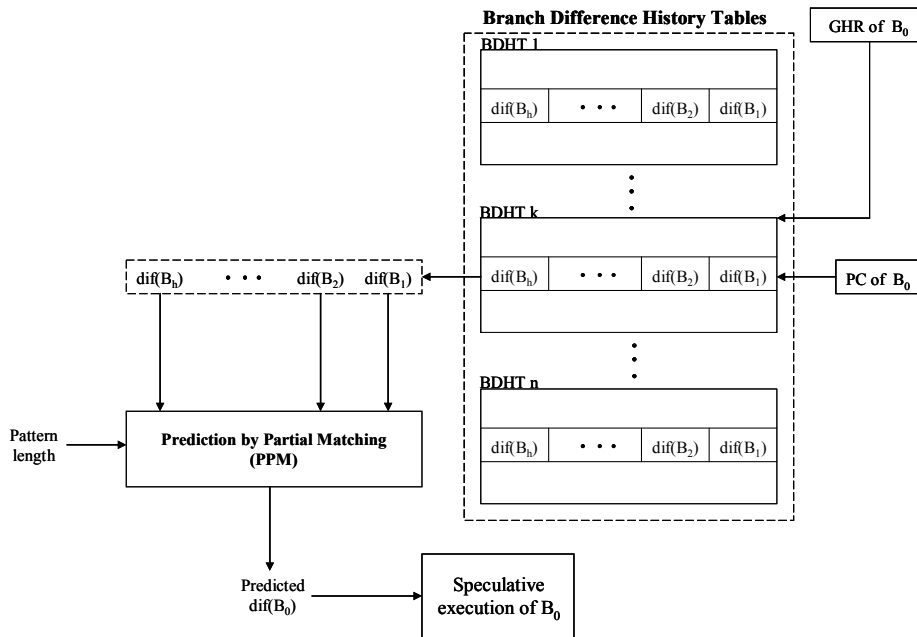 Branch Difference History Tables
GHR of B₀
BDHT 1
dif(Bₕ) • • • dif(B₂) dif(B₁)
BDHT k
dif(Bₕ) • • • dif(B₂) dif(B₁)
dif(Bₕ) • • • dif(B₂) dif(B₁)
PC of B₀
BDHT n
dif(Bₕ) • • • dif(B₂) dif(B₁)
Pattern
length
Prediction by Partial Matching
(PPM)
Predicted
dif(B₀)
Speculative
execution of B₀